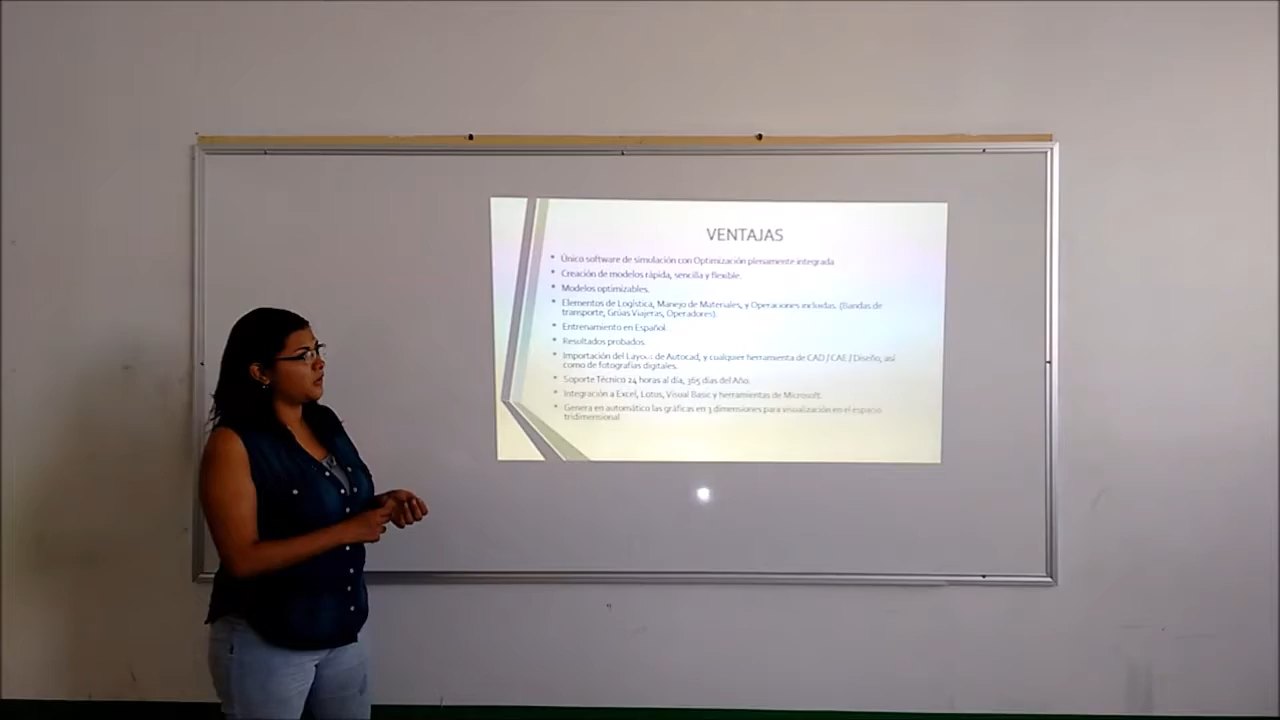 VENTAJAS
Único software de simulación con Optimización plenamente integrada
Creación de modelos rápida, sencilla y flexible.
Modelos optimizables.
Elementos de Logística, Manejo de Materiales, y Operaciones incluidas. (Bandas de
transporte, Grúas Viajeras, Operadores).
Entrenamiento en Español
Resultados probados.
Importación del Layout de Autocad, y cualquier herramienta de CAD / CAE / Diseño, así
como de fotografías digitales.
Soporte Técnico 24 horas al día, 365 días del Año.
Integración a Excel, Lotus, Visual Basic y herramientas de Microsoft.
Genera en automático las gráficas en 3 dimensiones para visualización en el espacio
tridimensional